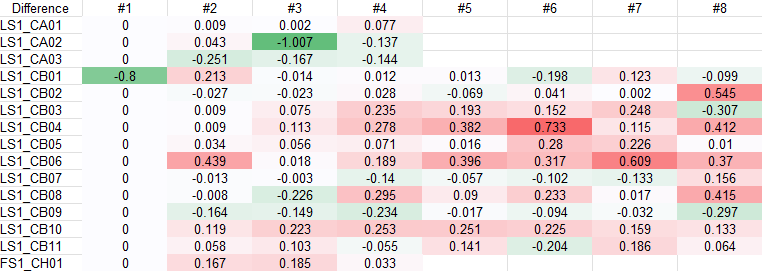 Difference #1 #2 #3 #4 #5 #6 #7 #8
LS1_CA01 0 0.009 0.002 0.077
LS1_CA02 0 0.043 -1.007 -0.137
LS1_CA03 0 -0.251 -0.167 -0.144
LS1_CB01 -0.8 0.213 -0.014 0.012 0.013 -0.198 0.123 -0.099
LS1_CB02 0 -0.027 -0.023 0.028 -0.069 0.041 0.002 0.545
LS1_CB03 0 0.009 0.075 0.235 0.193 0.152 0.248 -0.307
LS1_CB04 0 0.009 0.113 0.278 0.382 0.733 0.115 0.412
LS1_CB05 0 0.034 0.056 0.071 0.016 0.28 0.226 0.01
LS1_CB06 0 0.439 0.018 0.189 0.396 0.317 0.609 0.37
LS1_CB07 0 -0.013 -0.003 -0.14 -0.057 -0.102 -0.133 0.156
LS1_CB08 0 -0.008 -0.226 0.295 0.09 0.233 0.017 0.415
LS1_CB09 0 -0.164 -0.149 -0.234 -0.017 -0.094 -0.032 -0.297
LS1_CB10 0 0.119 0.223 0.253 0.251 0.225 0.159 0.133
LS1_CB11 0 0.058 0.103 -0.055 0.141 -0.204 0.186 0.064
FS1_CH01 0 0.167 0.185 0.033